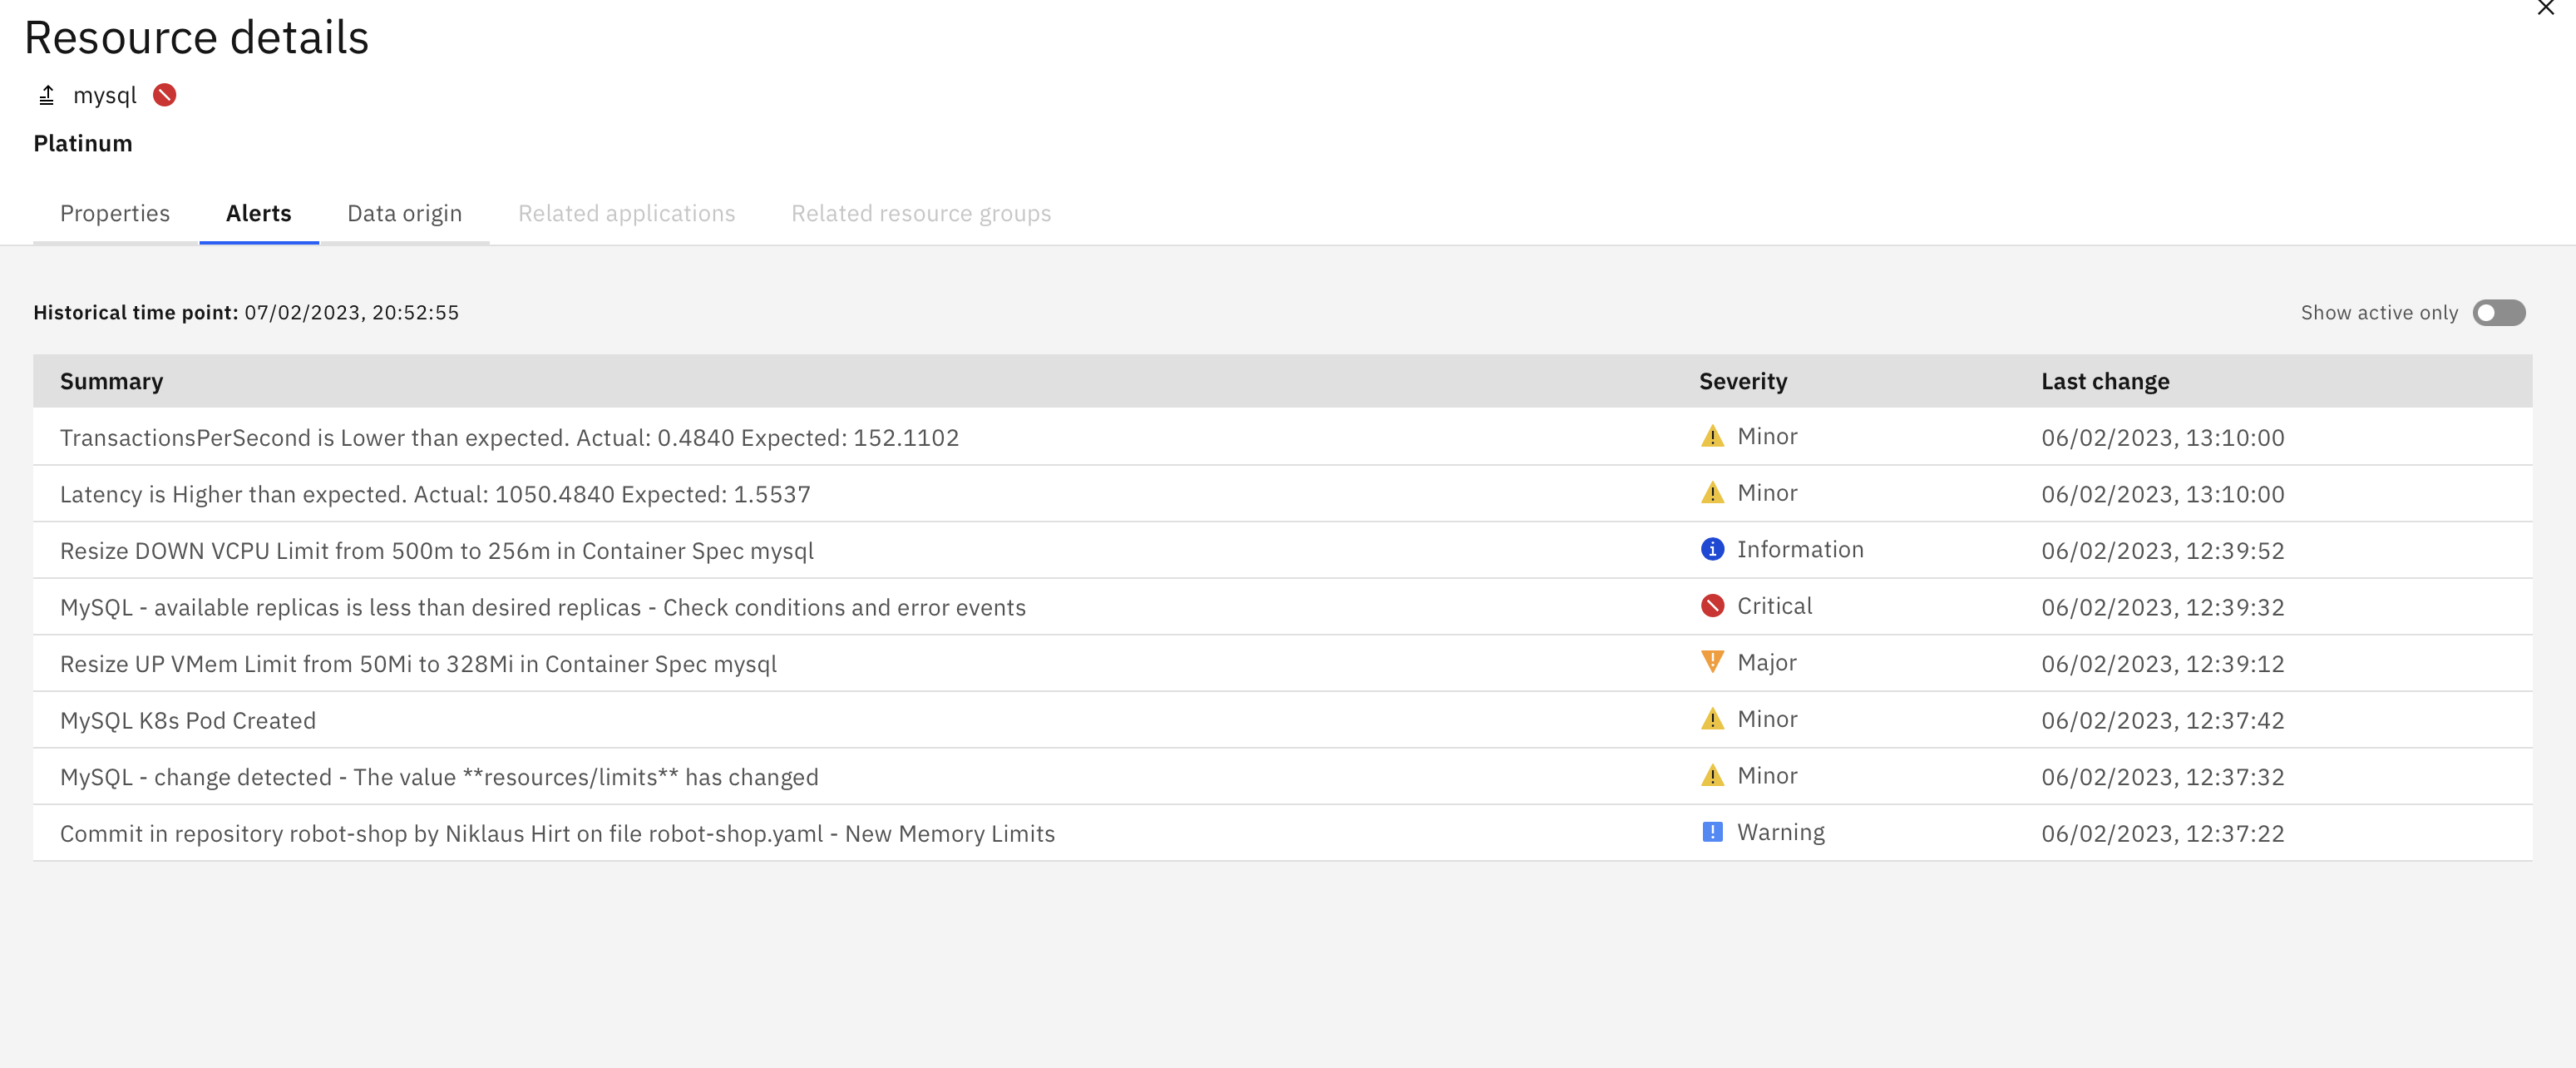 Resource details
mysql
Platinum
Properties Alerts Data origin Related applications Related resource groups
Historical time point: 07/02/2023, 20:52:55 Show active only
Summary Severity Last change
TransactionsPerSecond is Lower than expected. Actual: 0.4840 Expected: 152.1102 Minor 06/02/2023, 13:10:00
Latency is Higher than expected. Actual: 1050.4840 Expected: 1.5537 Minor 06/02/2023, 13:10:00
Resize DOWN VCPU Limit from 500m to 256m in Container Spec mysql Information 06/02/2023, 12:39:52
MySQL - available replicas is less than desired replicas - Check conditions and error events Critical 06/02/2023, 12:39:32
Resize UP VMem Limit from 50Mi to 328Mi in Container Spec mysql Major 06/02/2023, 12:39:12
MySQL K8s Pod Created Minor 06/02/2023, 12:37:42
MySQL - change detected - The value **resources/limits** has changed Minor 06/02/2023, 12:37:32
Commit in repository robot-shop by Niklaus Hirt on file robot-shop.yaml - New Memory Limits Warning 06/02/2023, 12:37:22